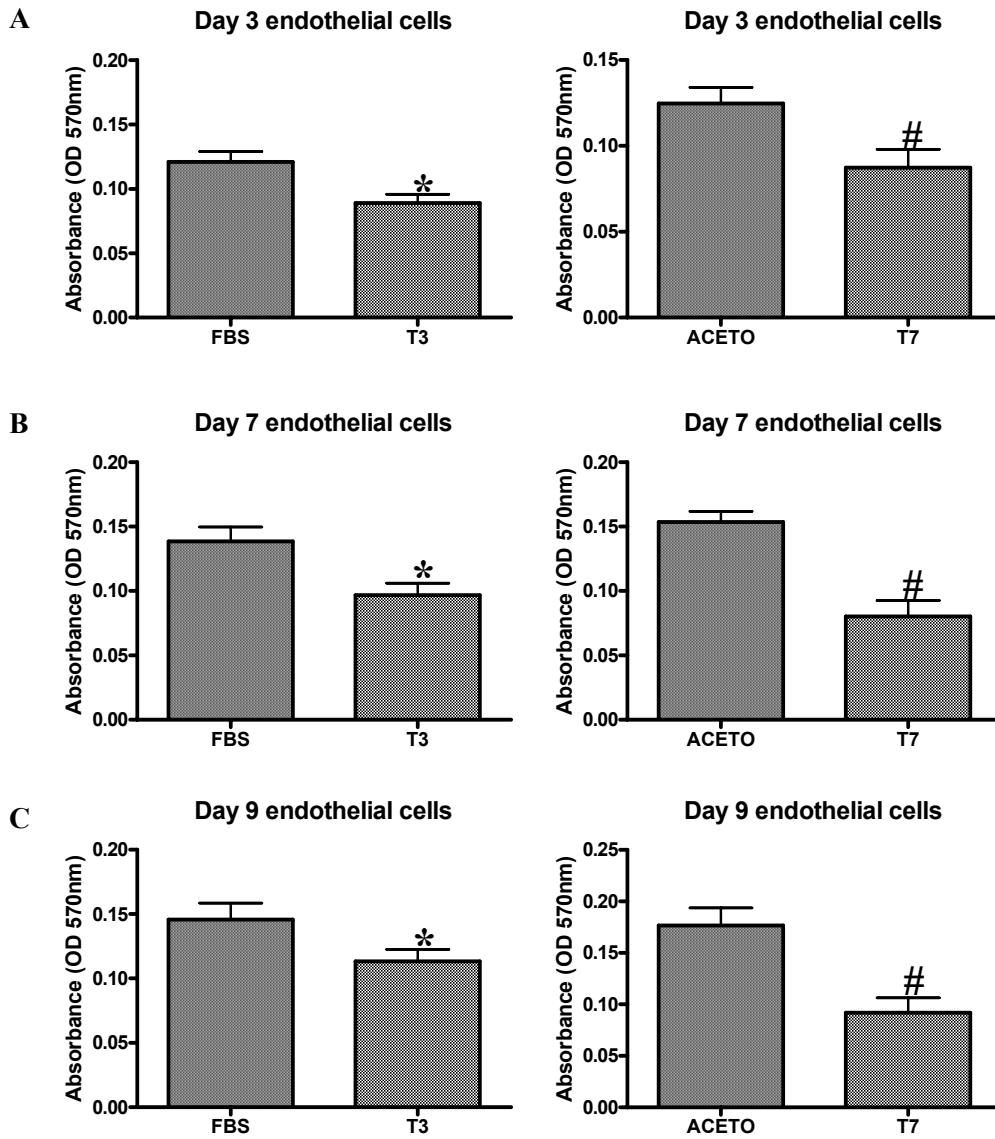 A
Day 3 endothelial cells
Absorbance (OD 570nm)
0.20
0.15
0.10
0.05
0.00
*
FBS T3
Day 3 endothelial cells
Absorbance (OD 570nm)
0.15
0.10
0.05
0.00
#
ACETO T7
B
Day 7 endothelial cells
Absorbance (OD 570nm)
0.20
0.15
0.10
0.05
0.00
*
FBS T3
Day 7 endothelial cells
Absorbance (OD 570nm)
0.20
0.15
0.10
0.05
0.00
#
ACETO T7
C
Day 9 endothelial cells
Absorbance (OD 570nm)
0.20
0.15
0.10
0.05
0.00
*
FBS T3
Day 9 endothelial cells
Absorbance (OD 570nm)
0.25
0.20
0.15
0.10
0.05
0.00
#
ACETO T7